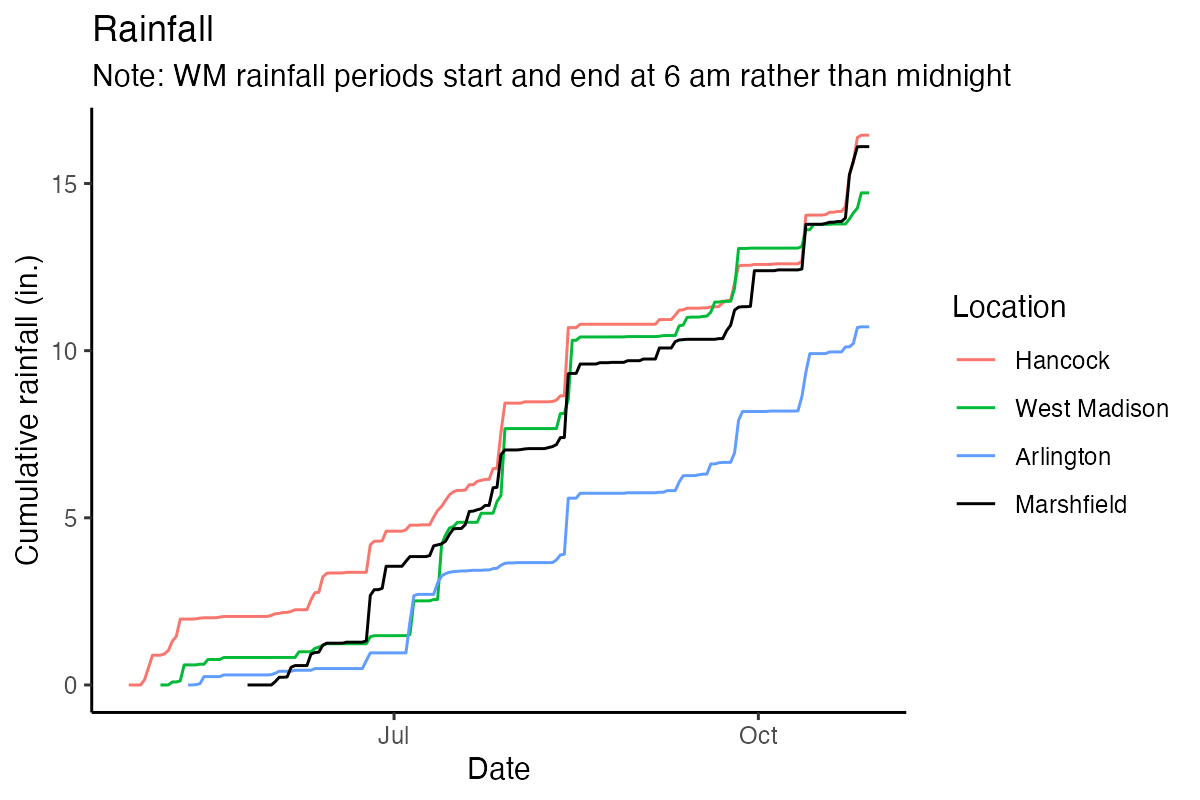 Rainfall
Note: WM rainfall periods start and end at 6 am rather than midnight
Cumulative rainfall (in.)
15
10
5
0
Jul
Oct
Date
Location
Hancock
West Madison
Arlington
Marshfield